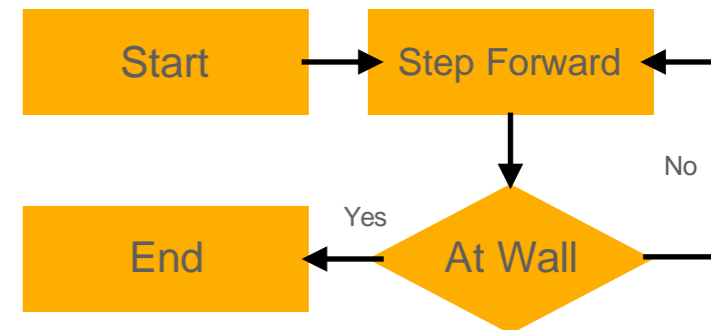 Start
Step Forward
No
Yes
End
At Wall